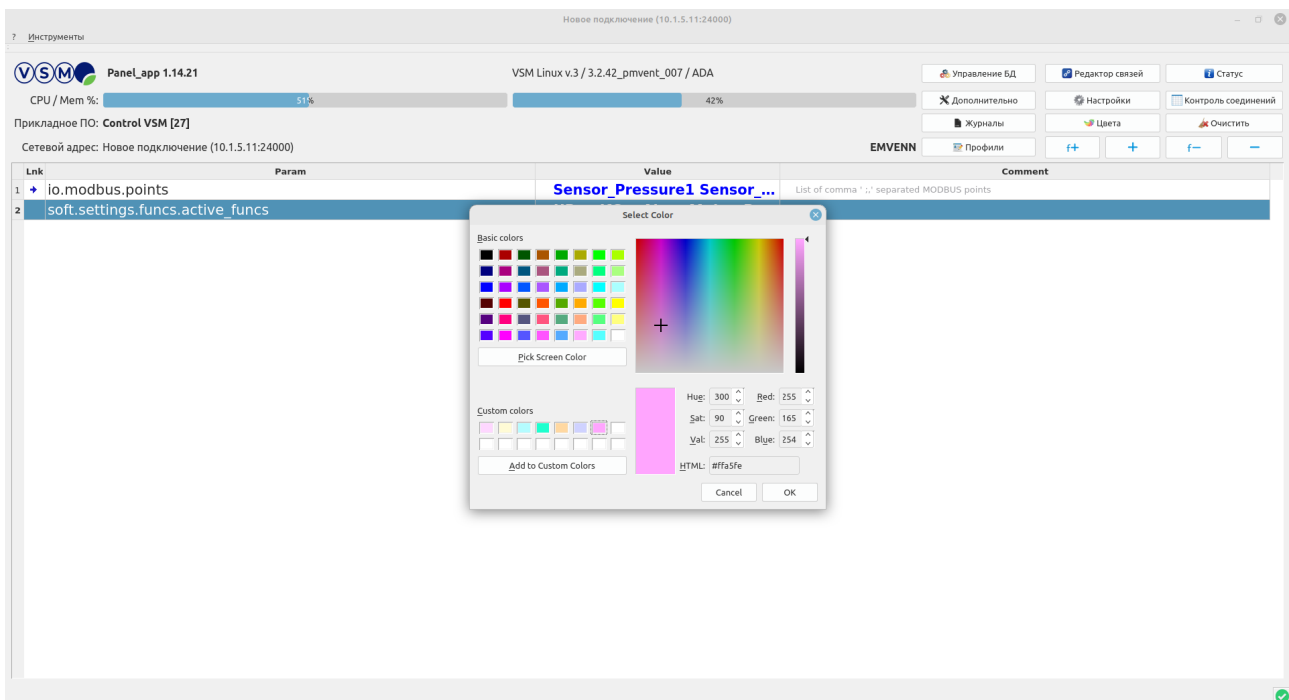 Новое подключение (10.1.5.11:24000)
? Инструменты
VSM Panel_app 1.14.21 VSM Linux v.3 / 3.2.42_pmvent_007 / ADA Управление БД Редактор связей Статус
CPU / Mem %: 51% 42% Дополнительно Настройки Контроль соединений
Прикладное ПО: Control VSM [27] Журналы Цвета Очистить
Сетевой адрес: Новое подключение (10.1.5.11:24000) EMVENN Профили f+ + f− −
Lnk Param Value Comment
1 io.modbus.points Sensor_Pressure1 Sensor_... List of comma ' ;,' separated MODBUS points
2 soft.settings.funcs.active_funcs
Select Color
Basic colors
Pick Screen Color
Hue: 300 Red: 255
Custom colors
Sat: 90 Green: 165
Val: 255 Blue: 254
Add to Custom Colors HTML: #ffa5fe
Cancel OK